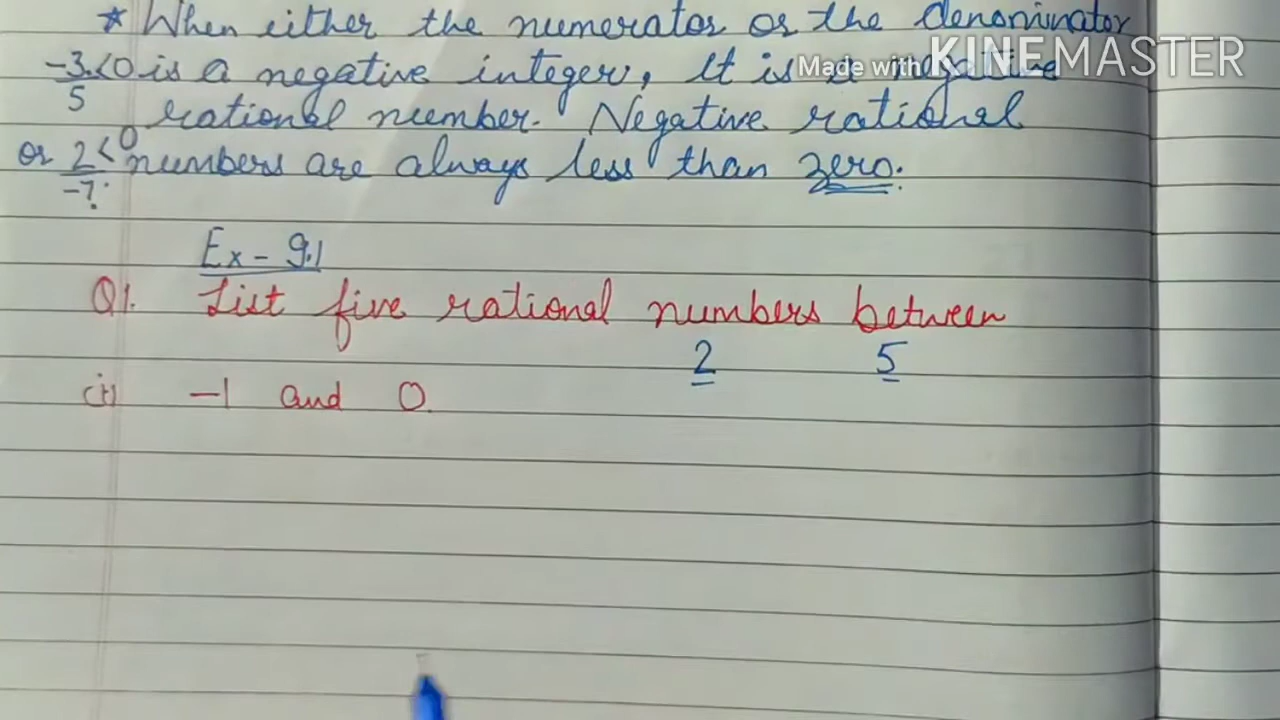 * When either the numerator or the denominator
-3/5 <0 is a negative integer, It is a negative
Made with KINEMASTER
rational number. Negative rational
or 2/-7 <0 numbers are always less than zero.
Ex - 9.1
Q1. List five rational numbers between
2 5
(i) -1 and 0.